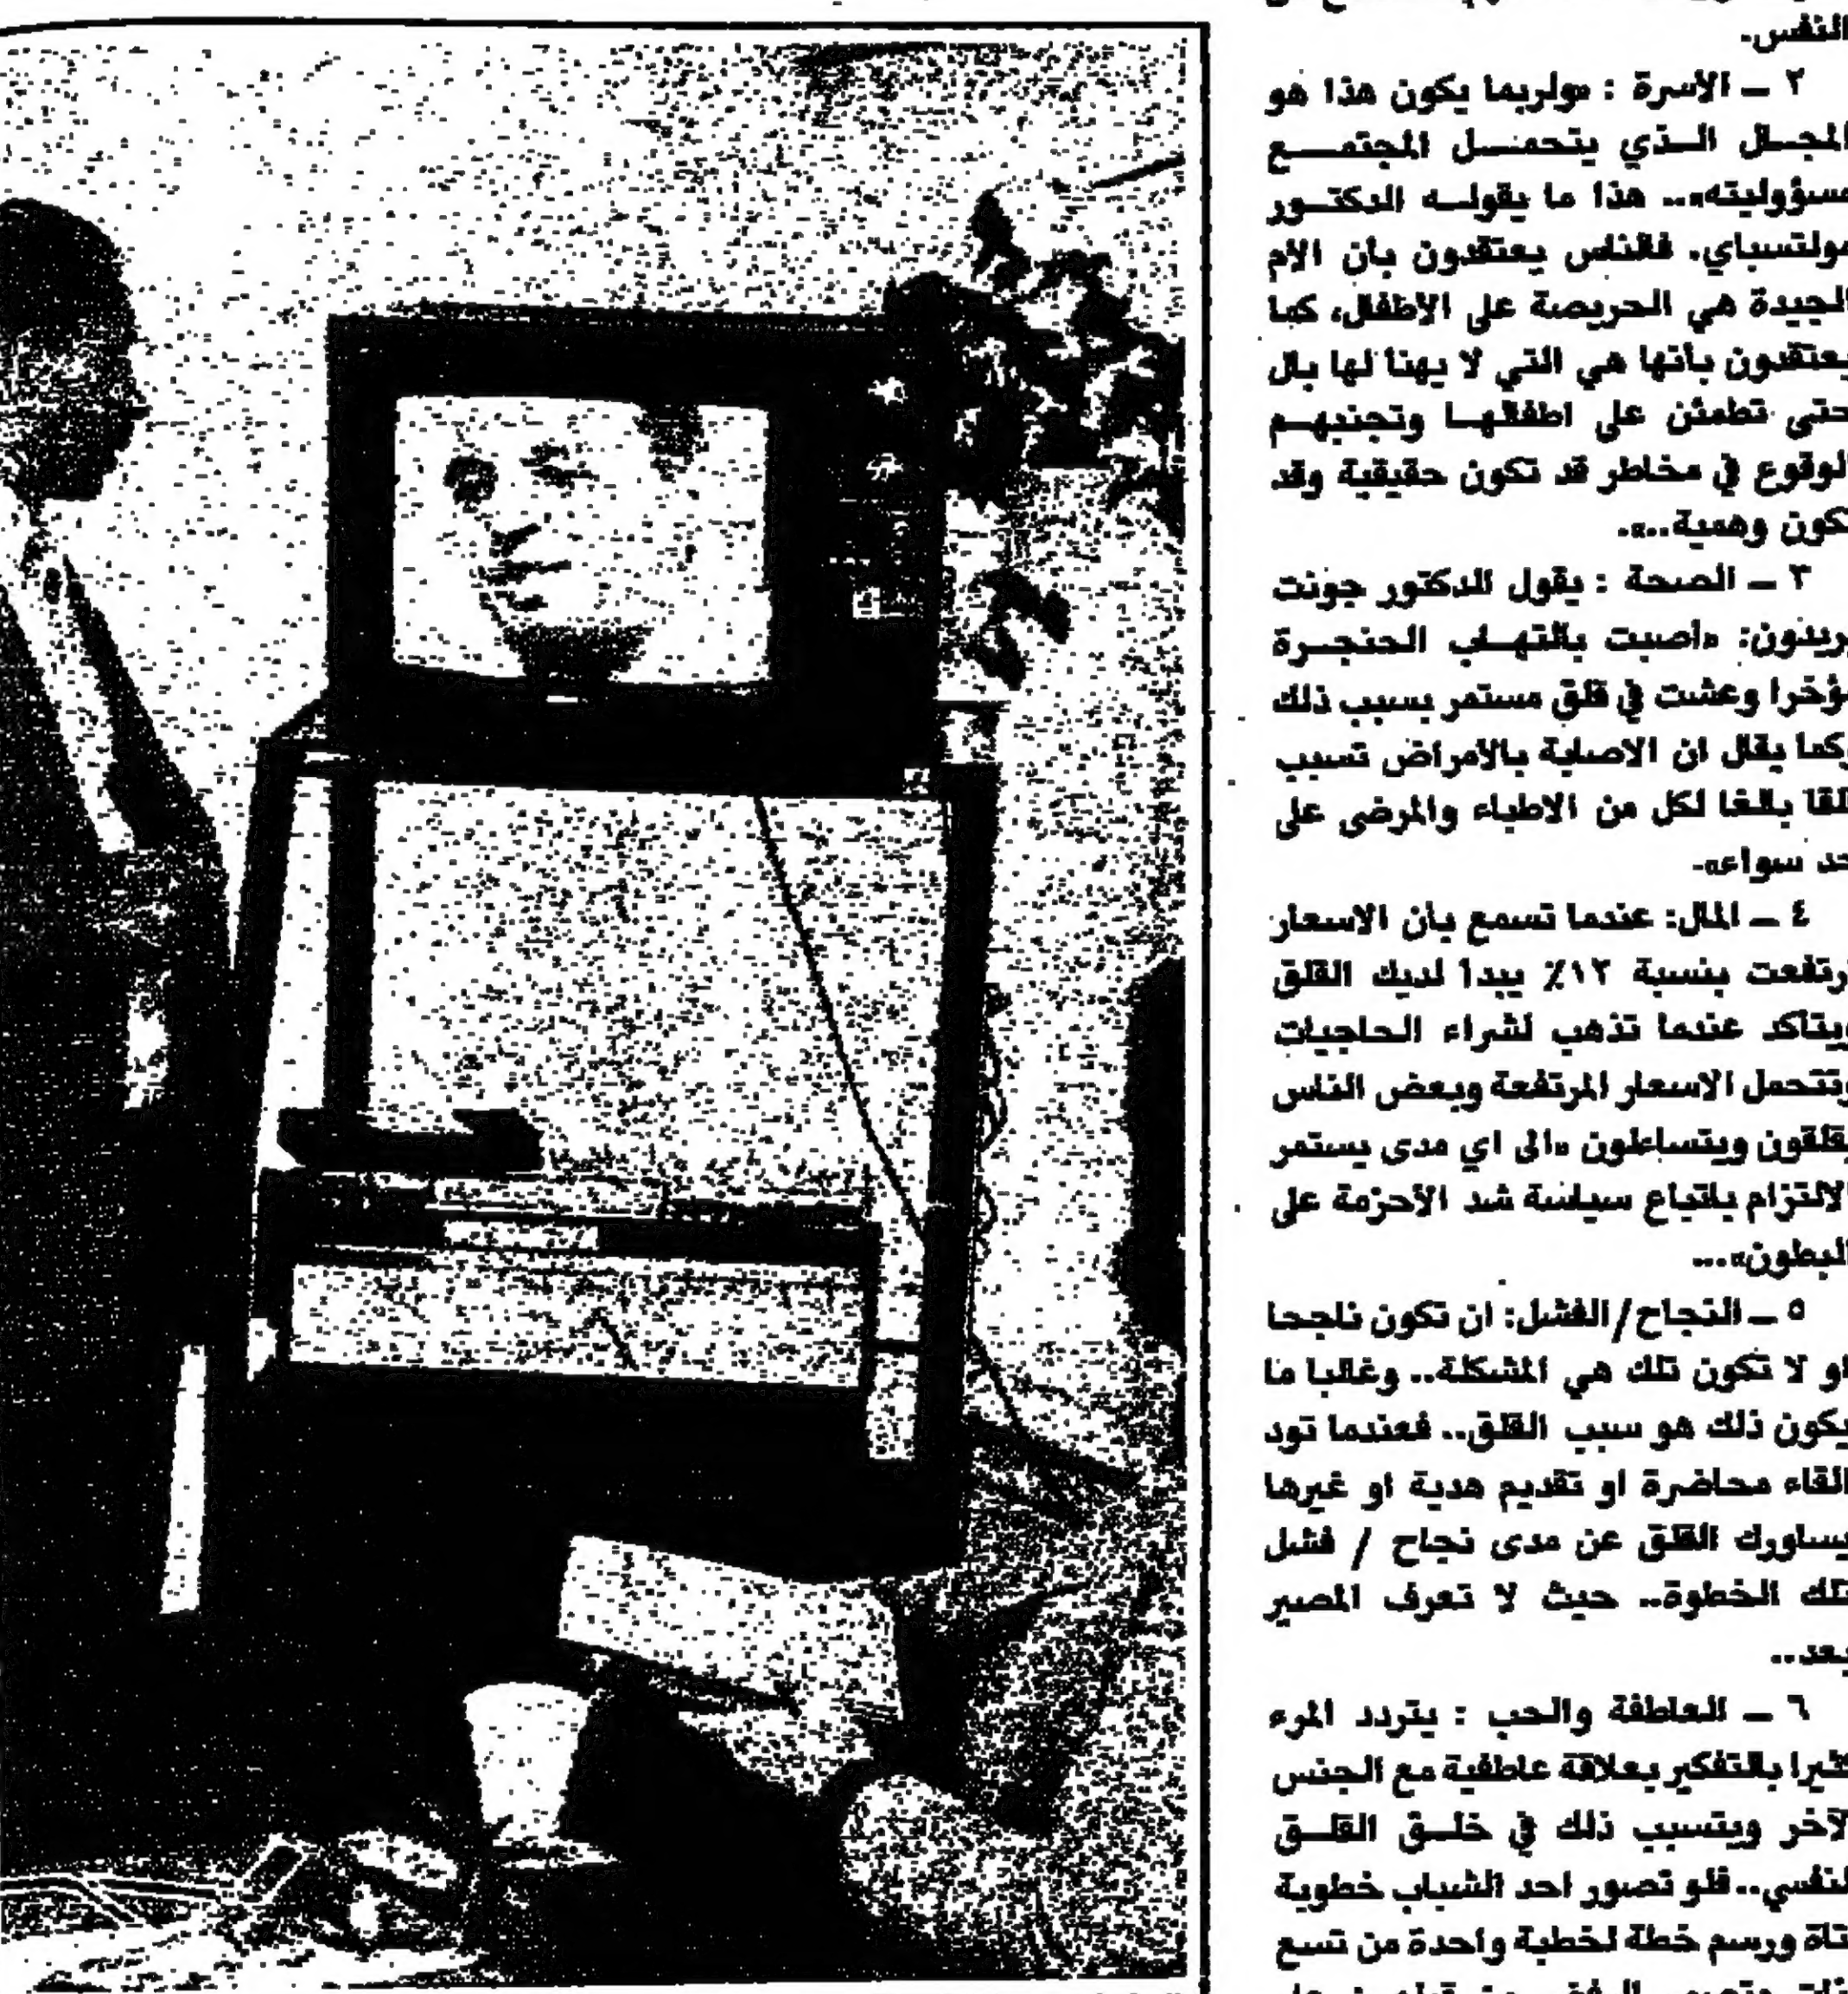 النفس.
٢ – الأسرة : «ولربما يكون هذا هو
المجال الذي يتحمل المجتمع
مسؤوليته».. هذا ما يقوله الدكتور
مولتسباي. فالناس يعتقدون بأن الأم
الجيدة هي الحريصة على الأطفال، كما
يعتقدون بأنها هي التي لا يهنا لها بال
حتى تطمئن على اطفالها وتجنبهم
الوقوع في مخاطر قد تكون حقيقية وقد
تكون وهمية..».
٣ – الصحة : يقول الدكتور جونت
«أصبت بالتهاب الحنجرة
مؤخرا وعشت في قلق مستمر بسبب ذلك
وكما يقال ان الاصابة بالامراض تسبب
قلقا بالغا لكل من الاطباء والمرضى على
حد سواء».
٤ – المال: عندما تسمع بأن الاسعار
ارتفعت بنسبة ١٢٪ يبدأ لديك القلق
ويتاكد عندما تذهب لشراء الحاجيات
وتتحمل الاسعار المرتفعة وبعض الناس
يقلقون ويتساءلون «الى اي مدى يستمر
الالتزام باتباع سياسة شد الأحزمة على
البطون»...
٥ – النجاح/الفشل: ان تكون ناجحا
او لا تكون تلك هي المشكلة.. وغالبا ما
يكون ذلك هو سبب القلق.. فعندما تود
القاء محاضرة او تقديم هدية او غيرها
يساورك القلق عن مدى نجاح / فشل
تلك الخطوة.. حيث لا تعرف المصير
بعد..
٦ – العاطفة والحب : يتردد المرء
كثيرا بالتفكير بعلاقة عاطفية مع الجنس
الآخر ويتسبب ذلك في خلق القلق
النفسي.. فلو تصور احد الشباب خطوبة
فتاة ورسم خطة لخطبة واحدة من تسع